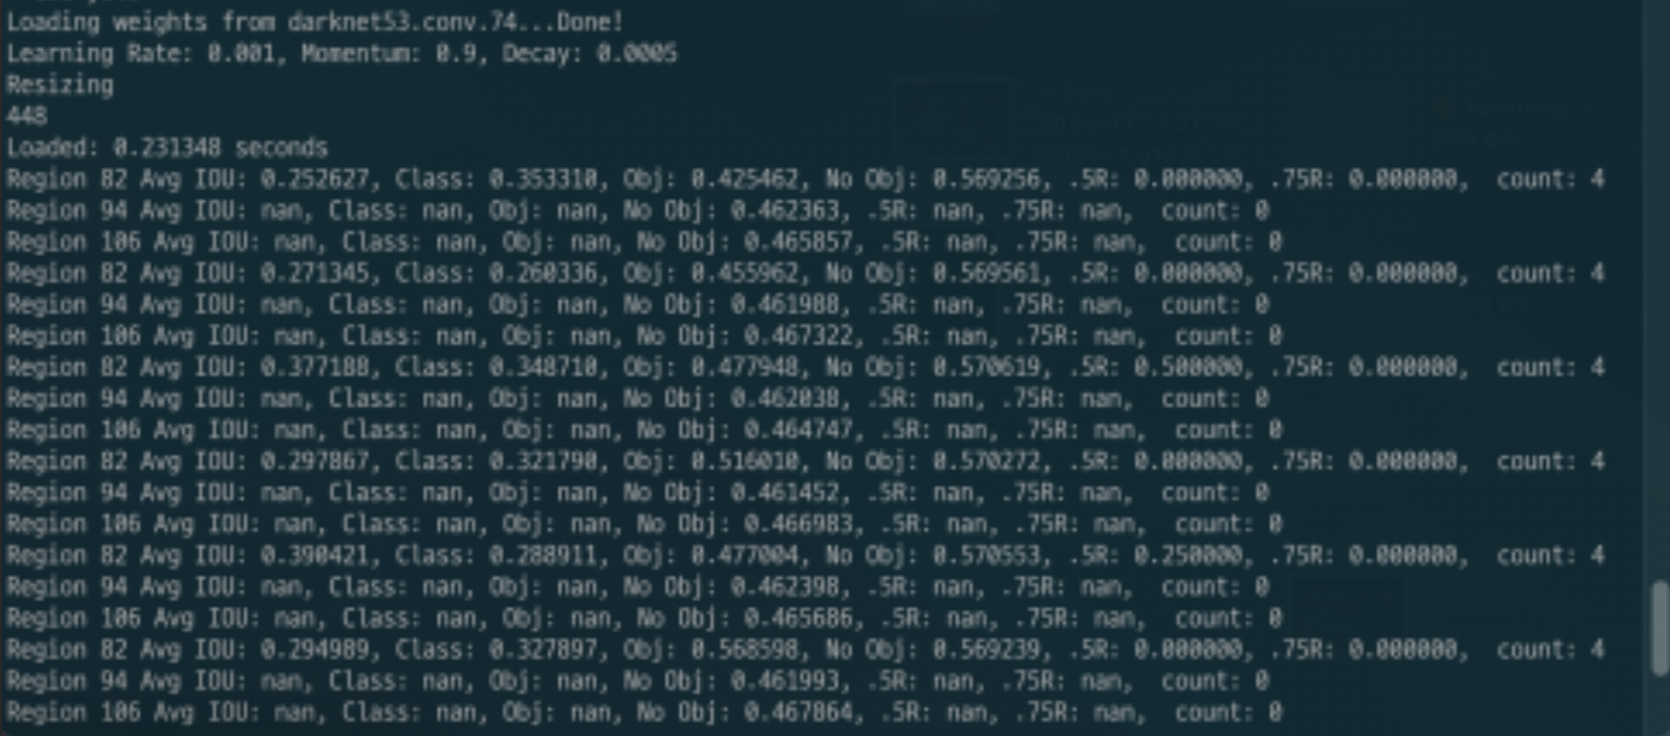 Loading weights from darknet53.conv.74...Done!
Learning Rate: 0.001, Momentum: 0.9, Decay: 0.0005
Resizing
448
Loaded: 0.231348 seconds
Region 82 Avg IOU: 0.252627, Class: 0.353310, Obj: 0.425462, No Obj: 0.569256, .5R: 0.000000, .75R: 0.000000,  count: 4
Region 94 Avg IOU: nan, Class: nan, Obj: nan, No Obj: 0.462363, .5R: nan, .75R: nan,  count: 0
Region 106 Avg IOU: nan, Class: nan, Obj: nan, No Obj: 0.465857, .5R: nan, .75R: nan,  count: 0
Region 82 Avg IOU: 0.271345, Class: 0.260336, Obj: 0.455962, No Obj: 0.569561, .5R: 0.000000, .75R: 0.000000,  count: 4
Region 94 Avg IOU: nan, Class: nan, Obj: nan, No Obj: 0.461988, .5R: nan, .75R: nan,  count: 0
Region 106 Avg IOU: nan, Class: nan, Obj: nan, No Obj: 0.467322, .5R: nan, .75R: nan,  count: 0
Region 82 Avg IOU: 0.377188, Class: 0.348710, Obj: 0.477948, No Obj: 0.570619, .5R: 0.500000, .75R: 0.000000,  count: 4
Region 94 Avg IOU: nan, Class: nan, Obj: nan, No Obj: 0.462038, .5R: nan, .75R: nan,  count: 0
Region 106 Avg IOU: nan, Class: nan, Obj: nan, No Obj: 0.464747, .5R: nan, .75R: nan,  count: 0
Region 82 Avg IOU: 0.297867, Class: 0.321790, Obj: 0.516010, No Obj: 0.570272, .5R: 0.000000, .75R: 0.000000,  count: 4
Region 94 Avg IOU: nan, Class: nan, Obj: nan, No Obj: 0.461452, .5R: nan, .75R: nan,  count: 0
Region 106 Avg IOU: nan, Class: nan, Obj: nan, No Obj: 0.466983, .5R: nan, .75R: nan,  count: 0
Region 82 Avg IOU: 0.390421, Class: 0.288911, Obj: 0.477004, No Obj: 0.570553, .5R: 0.250000, .75R: 0.000000,  count: 4
Region 94 Avg IOU: nan, Class: nan, Obj: nan, No Obj: 0.462398, .5R: nan, .75R: nan,  count: 0
Region 106 Avg IOU: nan, Class: nan, Obj: nan, No Obj: 0.465686, .5R: nan, .75R: nan,  count: 0
Region 82 Avg IOU: 0.294989, Class: 0.327897, Obj: 0.568598, No Obj: 0.569239, .5R: 0.000000, .75R: 0.000000,  count: 4
Region 94 Avg IOU: nan, Class: nan, Obj: nan, No Obj: 0.461993, .5R: nan, .75R: nan,  count: 0
Region 106 Avg IOU: nan, Class: nan, Obj: nan, No Obj: 0.467864, .5R: nan, .75R: nan,  count: 0